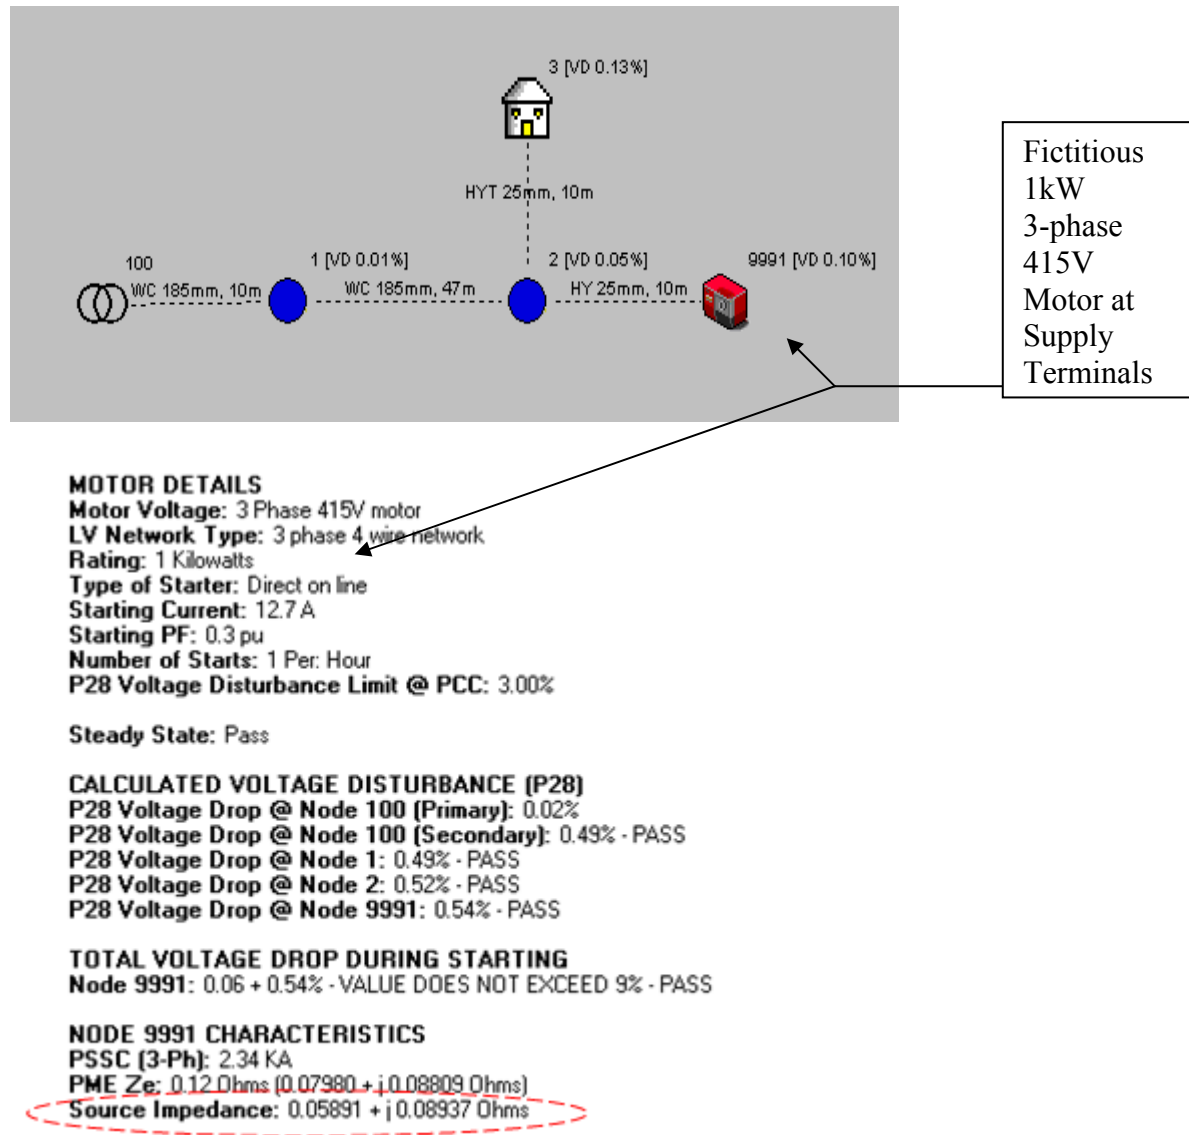 3 [VD 0.13%]
HYT 25mm, 10m
100
1 [VD 0.01%]
2 [VD 0.05%]
9991 [VD 0.10%]
WC 185mm, 10m
WC 185mm, 47m
HY 25mm, 10m
Fictitious
1kW
3-phase
415V
Motor at
Supply
Terminals
MOTOR DETAILS
Motor Voltage: 3 Phase 415V motor
LV Network Type: 3 phase 4 wire network
Rating: 1 Kilowatts
Type of Starter: Direct on line
Starting Current: 12.7 A
Starting PF: 0.3 pu
Number of Starts: 1 Per: Hour
P28 Voltage Disturbance Limit @ PCC: 3.00%
Steady State: Pass
CALCULATED VOLTAGE DISTURBANCE (P28)
P28 Voltage Drop @ Node 100 (Primary): 0.02%
P28 Voltage Drop @ Node 100 (Secondary): 0.49% - PASS
P28 Voltage Drop @ Node 1: 0.49% - PASS
P28 Voltage Drop @ Node 2: 0.52% - PASS
P28 Voltage Drop @ Node 9991: 0.54% - PASS
TOTAL VOLTAGE DROP DURING STARTING
Node 9991: 0.06 + 0.54% - VALUE DOES NOT EXCEED 9% - PASS
NODE 9991 CHARACTERISTICS
PSSC (3-Ph): 2.34 KA
PME Ze: 0.12 Ohms (0.07980 + j 0.08809 Ohms)
Source Impedance: 0.05891 + j 0.08937 Ohms